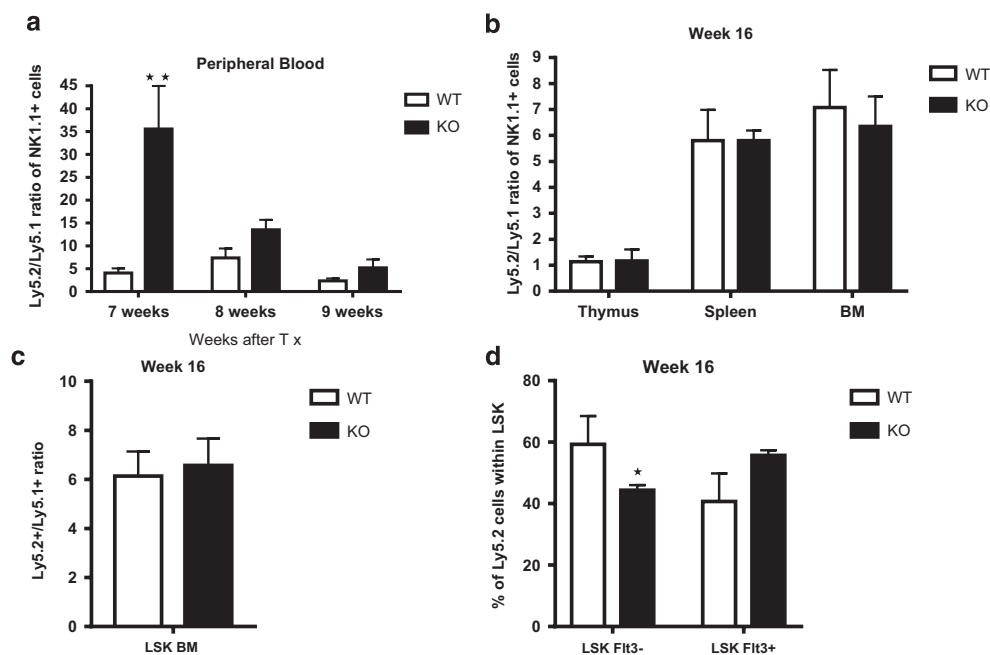 a
Peripheral Blood
Ly5.2/Ly5.1 ratio of NK1.1+ cells
45
40
35
30
25
20
15
10
5
0
★ ★
WT
KO
7 weeks
8 weeks
9 weeks
Weeks after T x
b
Week 16
Ly5.2/Ly5.1 ratio of NK1.1+ cells
9
8
7
6
5
4
3
2
1
0
WT
KO
Thymus
Spleen
BM
c
Week 16
Ly5.2+/Ly5.1+ ratio
10
8
6
4
2
0
WT
KO
LSK BM
d
Week 16
% of Ly5.2 cells within LSK
80
60
40
20
0
★
WT
KO
LSK Flt3-
LSK Flt3+